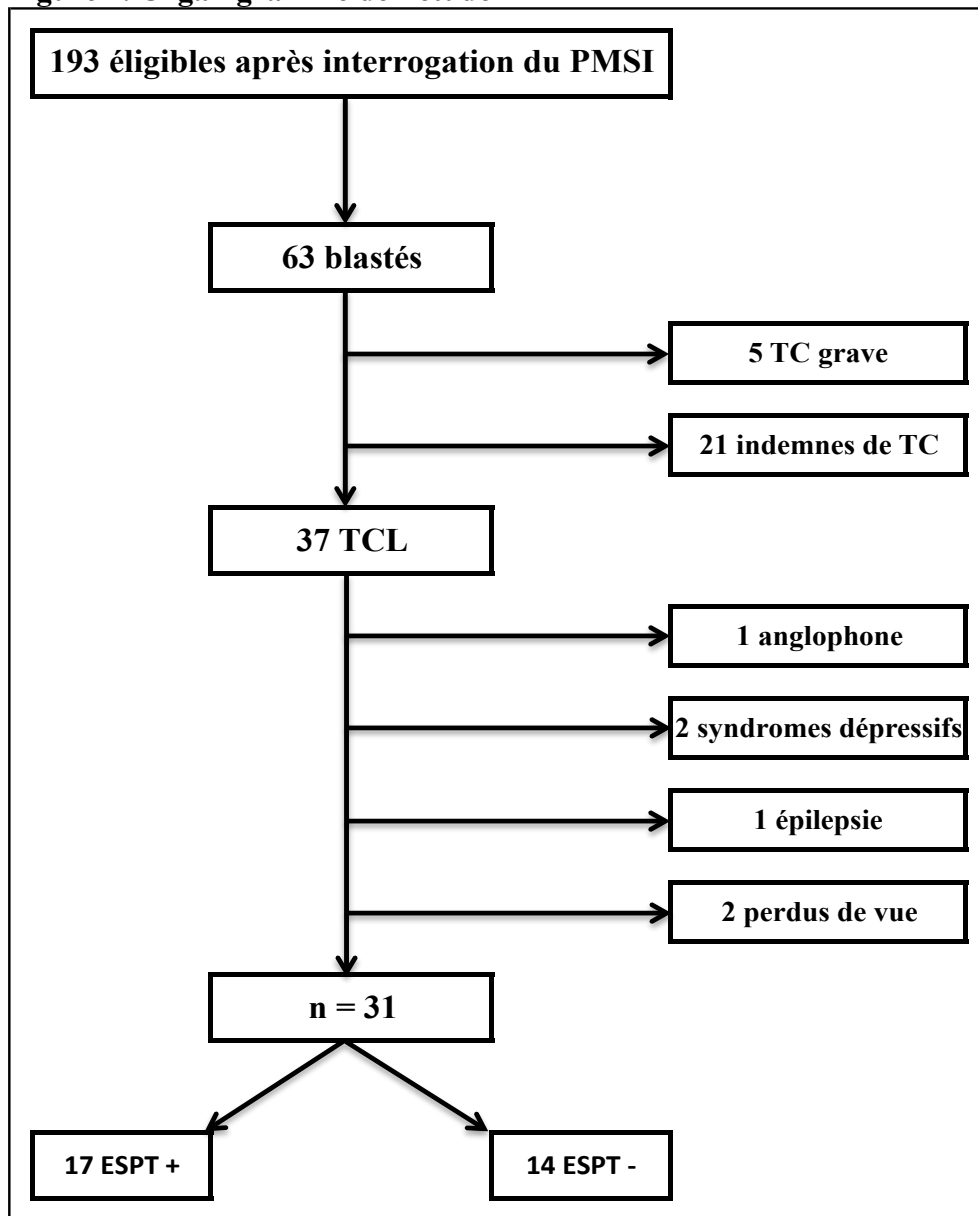 193 éligibles après interrogation du PMSI
63 blastés
5 TC grave
21 indemnes de TC
37 TCL
1 anglophone
2 syndromes dépressifs
1 épilepsie
2 perdus de vue
n = 31
17 ESPT +
14 ESPT -